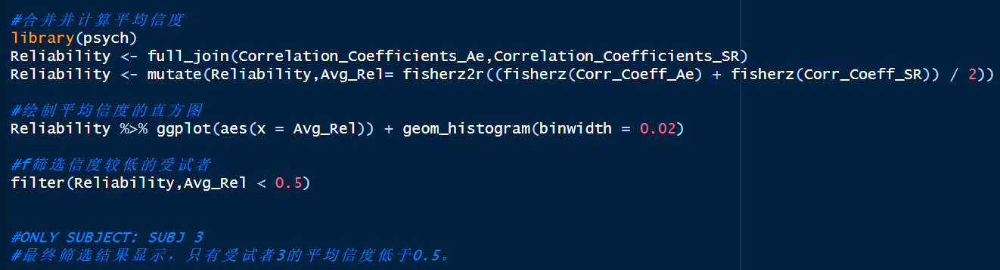 #合并并计算平均信度
library(psych)
Reliability <- full_join(Correlation_Coefficients_Ae,Correlation_Coefficients_SR)
Reliability <- mutate(Reliability,Avg_Rel= fisherz2r((fisherz(Corr_Coeff_Ae) + fisherz(Corr_Coeff_SR)) / 2))
#绘制平均信度的直方图
Reliability %>% ggplot(aes(x = Avg_Rel)) + geom_histogram(binwidth = 0.02)
#f筛选信度较低的受试者
filter(Reliability,Avg_Rel < 0.5)
#ONLY SUBJECT: SUBJ 3
#最终筛选结果显示，只有受试者3的平均信度低于0.5。